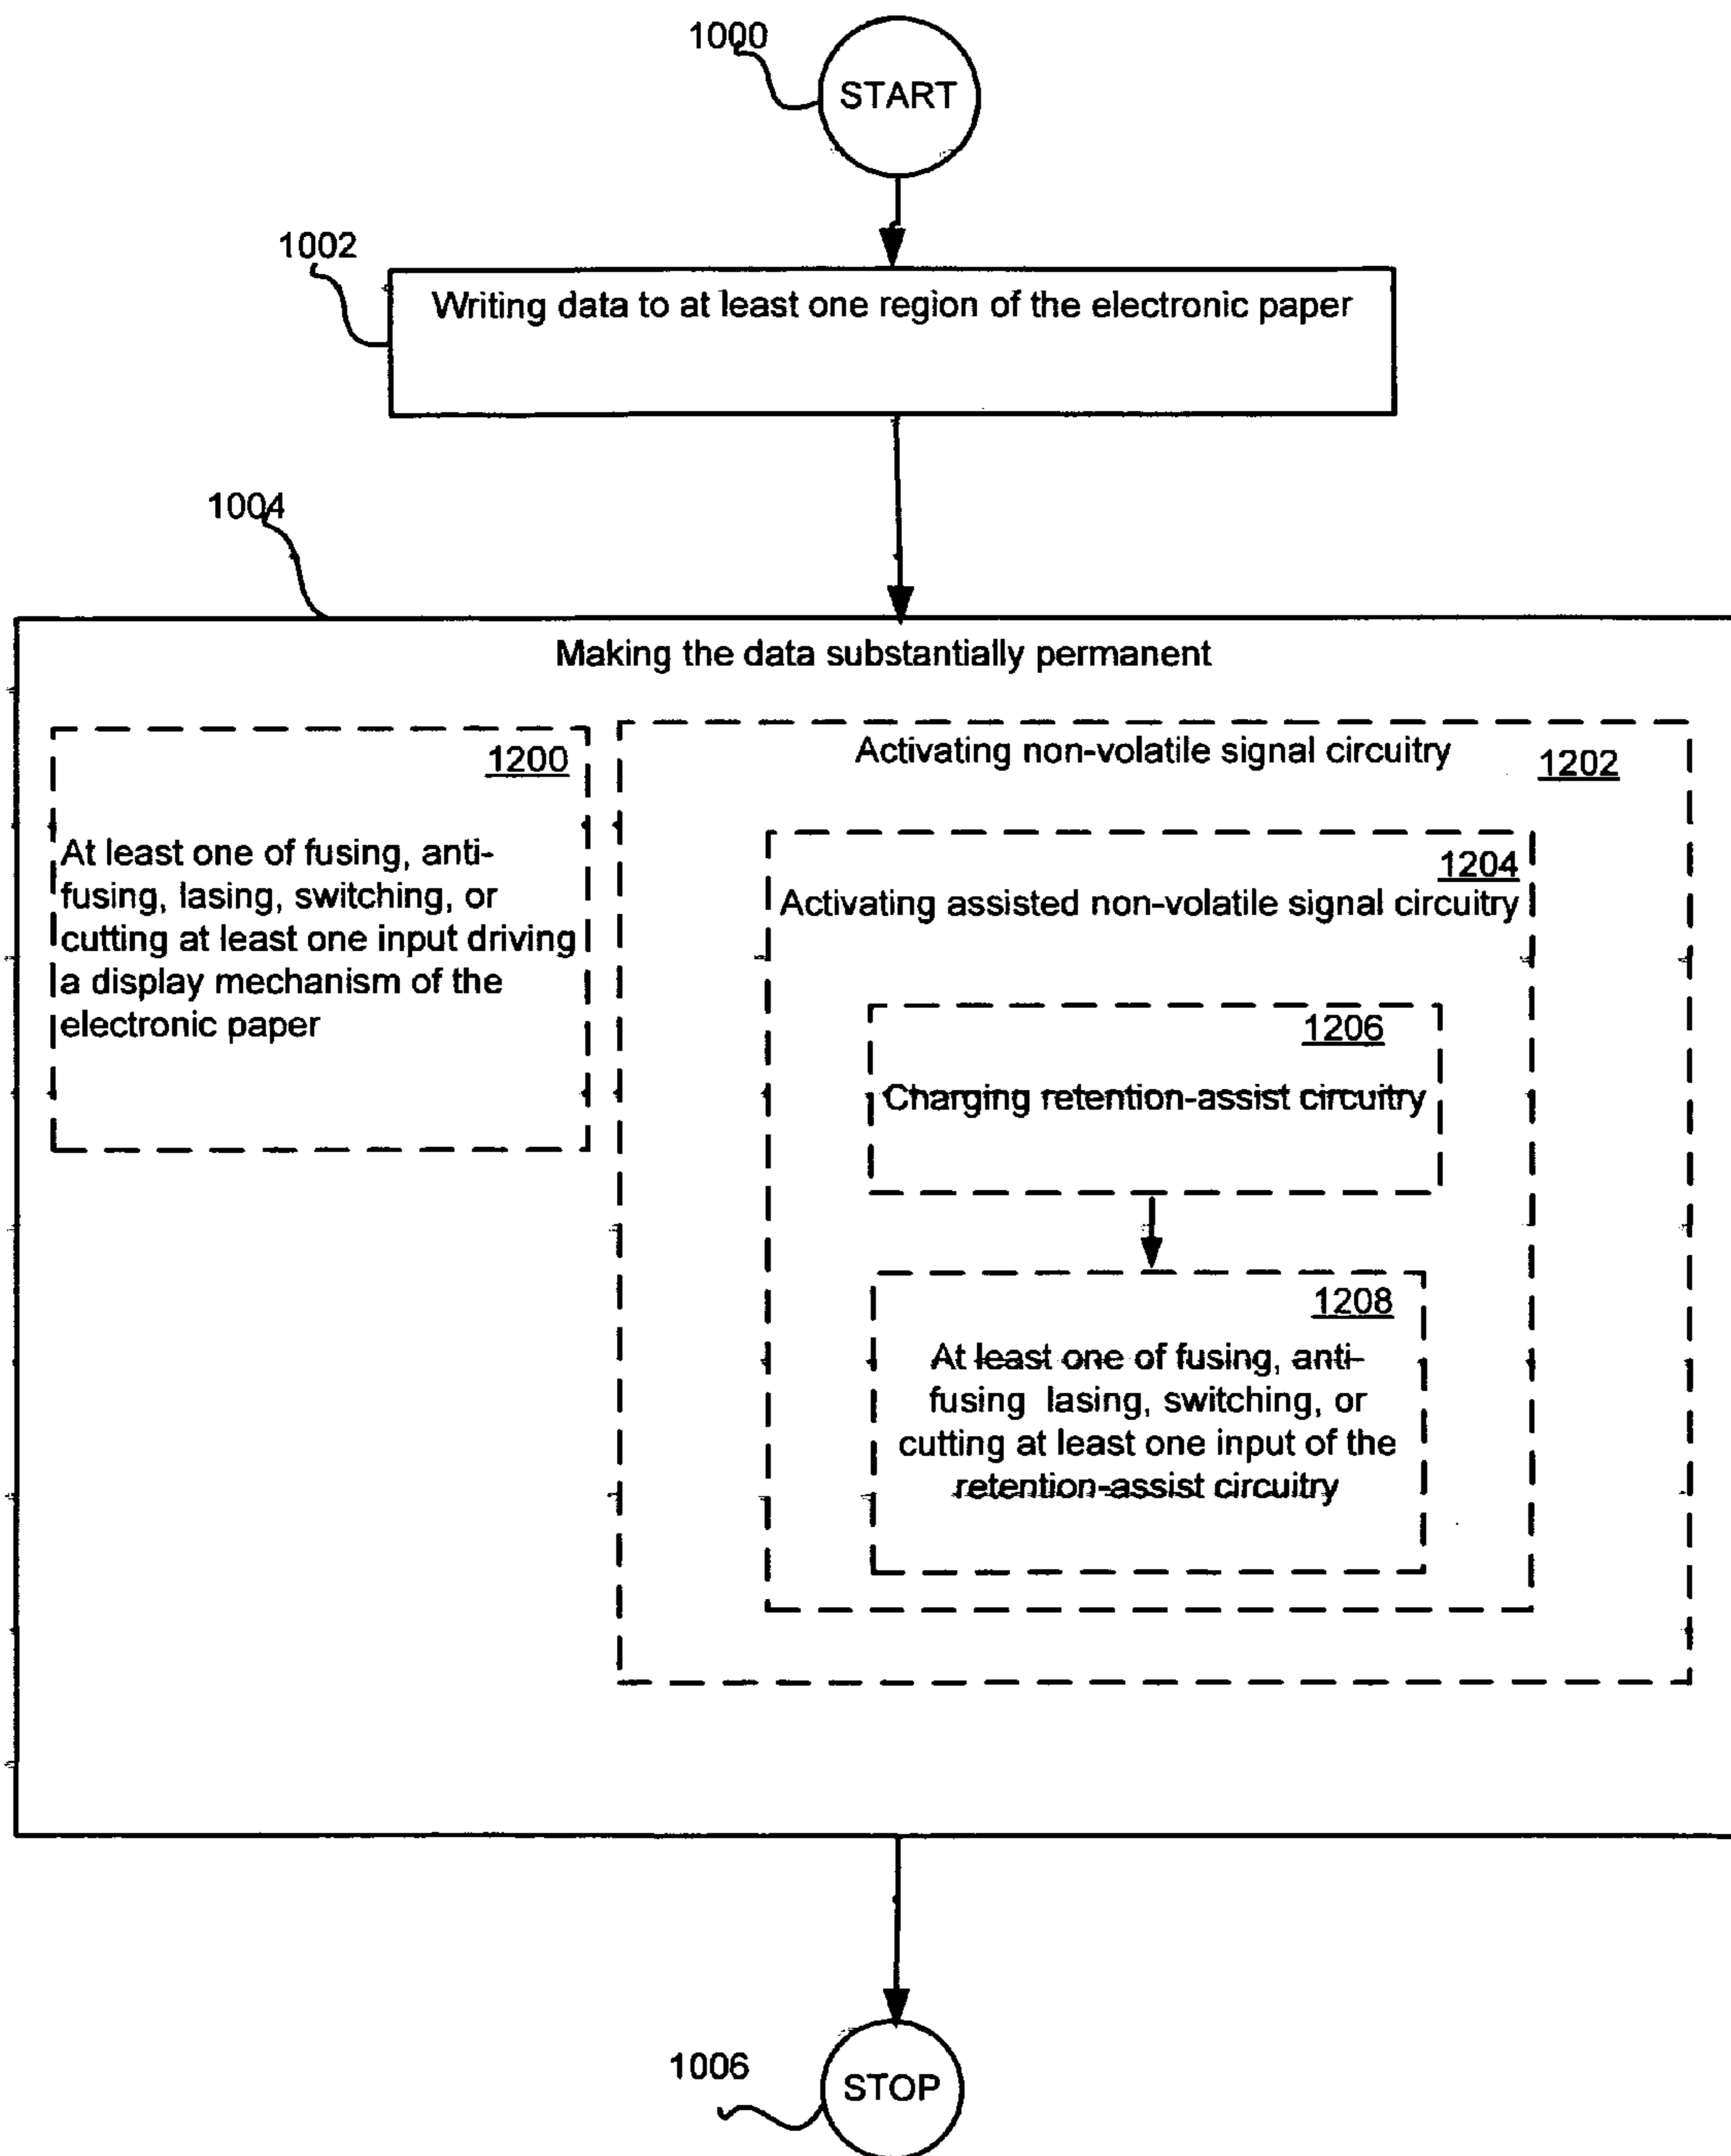 1000
START
1002
Writing data to at least one region of the electronic paper
1004
Making the data substantially permanent
1200
At least one of fusing, anti-
fusing, lasing, switching, or
cutting at least one input driving
a display mechanism of the
electronic paper
Activating non-volatile signal circuitry
1202
1204
Activating assisted non-volatile signal circuitry
1206
Charging retention-assist circuitry
1208
At least one of fusing, anti-
fusing lasing, switching, or
cutting at least one input of the
retention-assist circuitry
1006
STOP